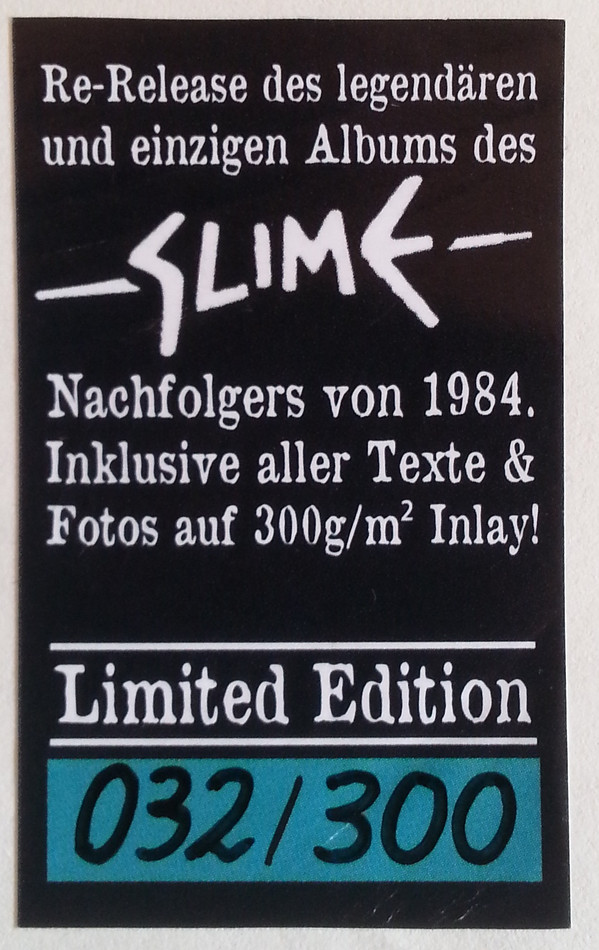 Re-Release des legendären
und einzigen Albums des
SLIME
Nachfolgers von 1984.
Inklusive aller Texte &
Fotos auf 300g/m² Inlay!
Limited Edition
032/300